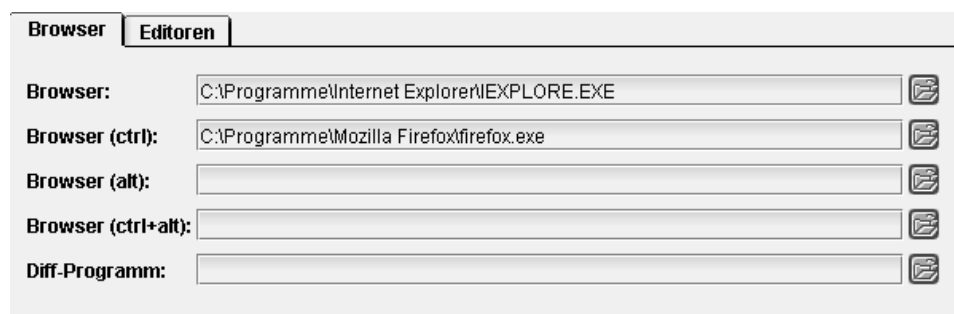 Browser Editoren
Browser: C:\Programme\Internet Explorer\IEXPLORE.EXE
Browser (ctrl): C:\Programme\Mozilla Firefox\firefox.exe
Browser (alt):
Browser (ctrl+alt):
Diff-Programm: